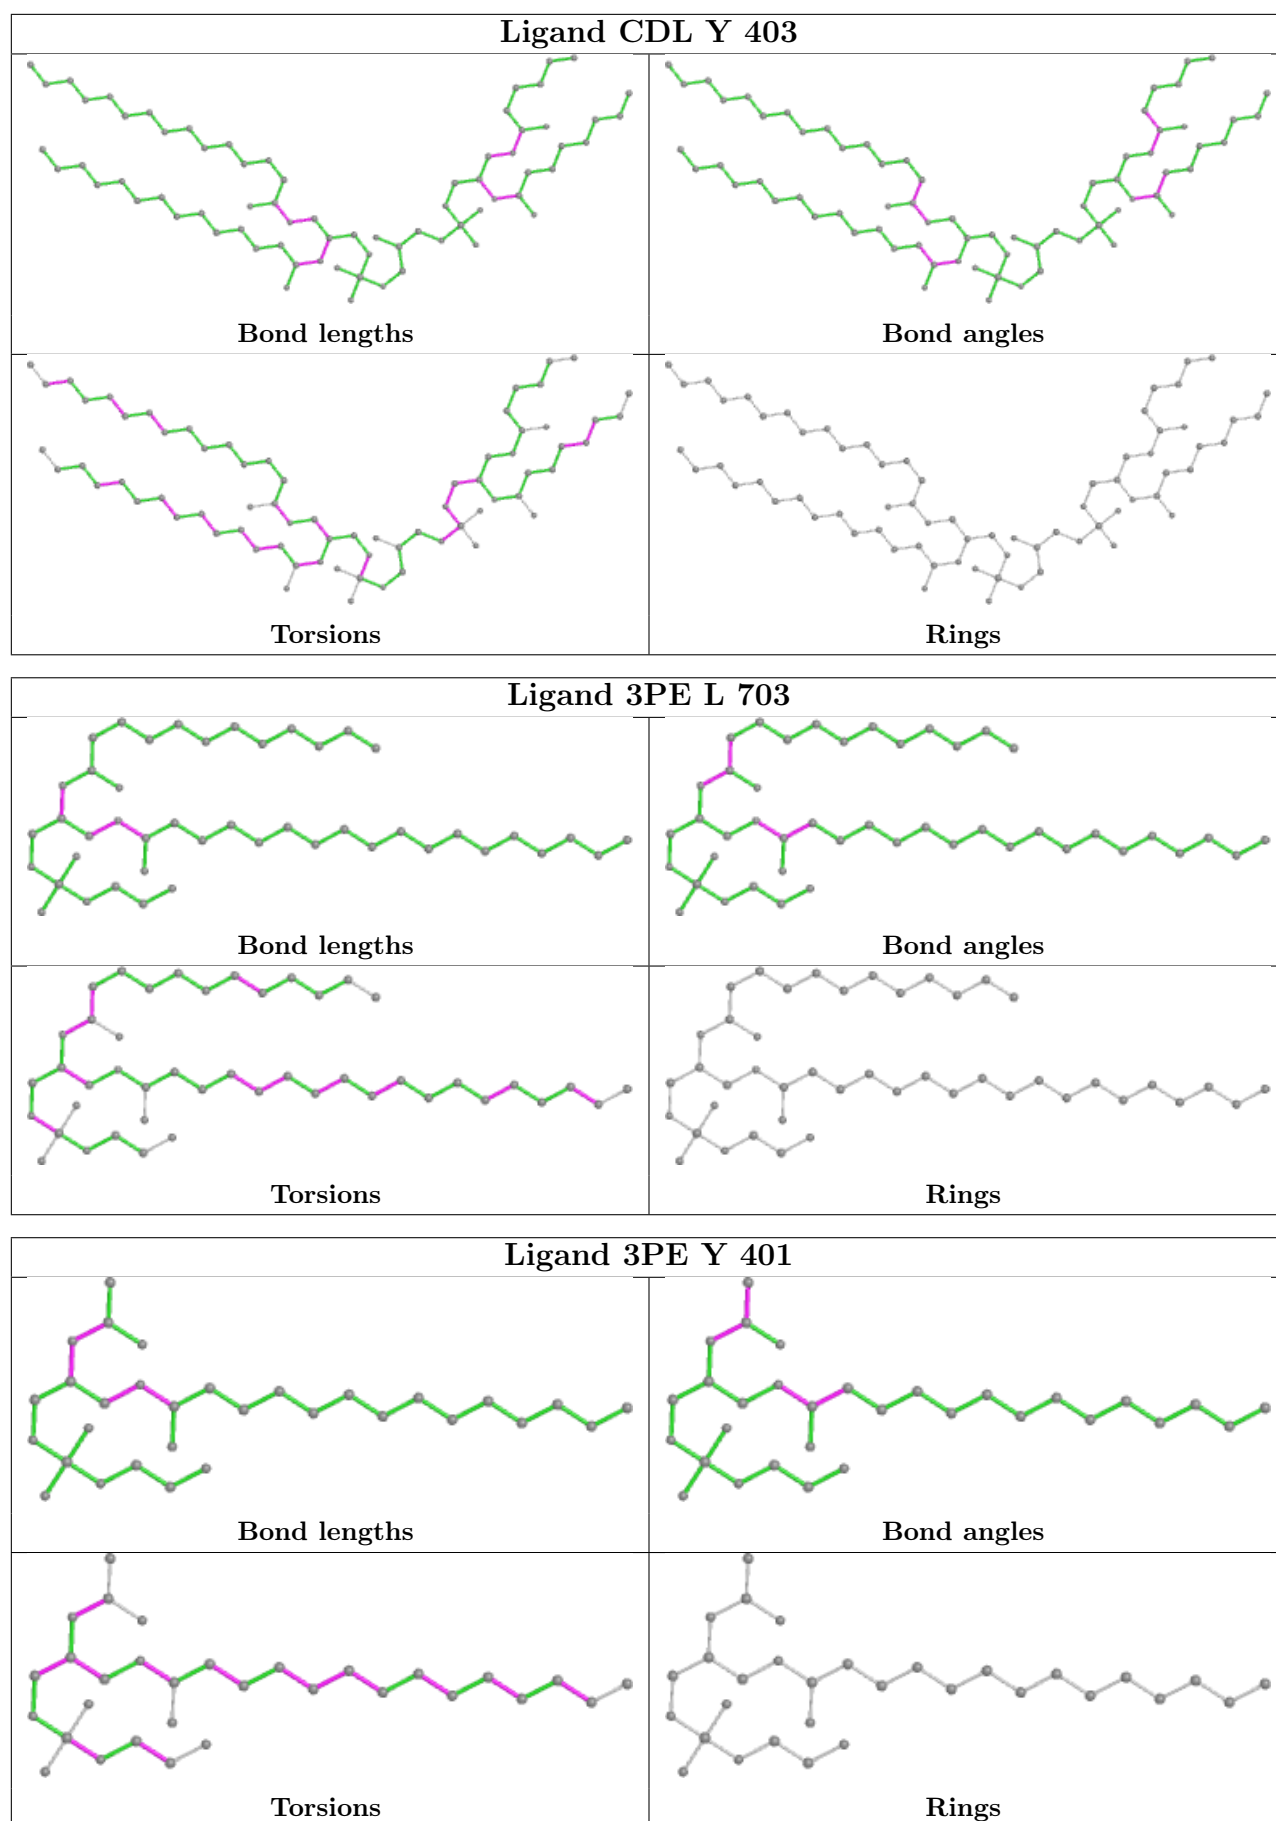 Ligand CDL Y 403
Bond lengths
Bond angles
Torsions
Rings
Ligand 3PE L 703
Bond lengths
Bond angles
Torsions
Rings
Ligand 3PE Y 401
Bond lengths
Bond angles
Torsions
Rings